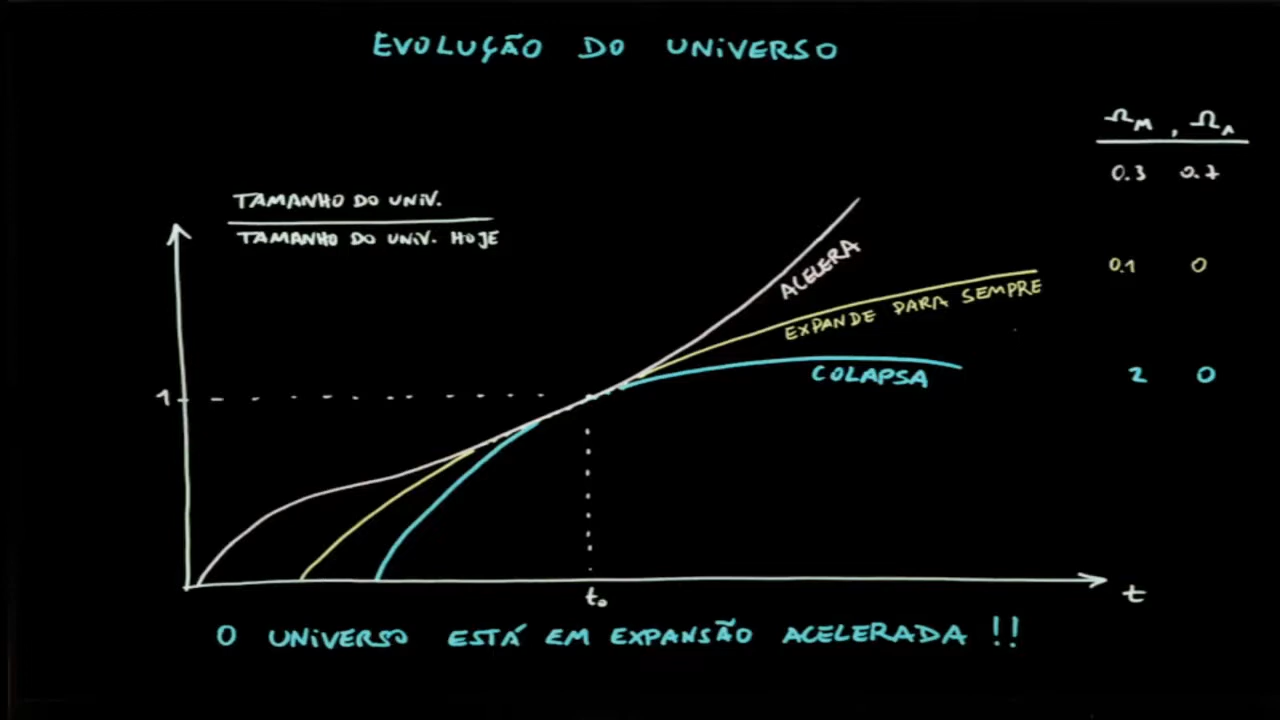 EVOLUÇÃO DO UNIVERSO
Ω_M , Ω_Λ
0.3 0.7
TAMANHO DO UNIV.
TAMANHO DO UNIV. HOJE
ACELERA
0.1 0
EXPANDE PARA SEMPRE
COLAPSA
2 0
1
t₀
t
O UNIVERSO ESTÁ EM EXPANSÃO ACELERADA !!